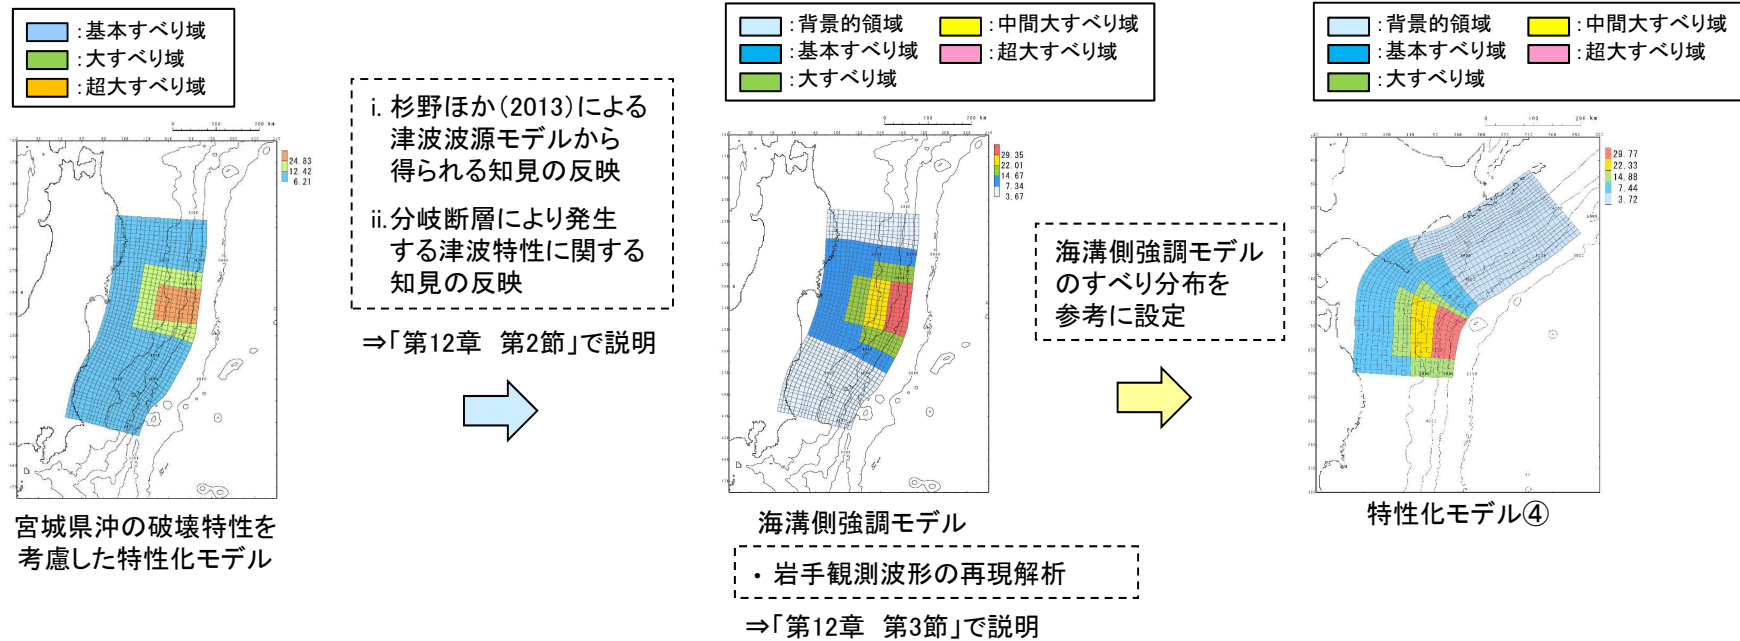 ：基本すべり域
：大すべり域
：超大すべり域
0 100 200 km
24.83
12.42
6.21
宮城県沖の破壊特性を
考慮した特性化モデル
i. 杉野ほか（2013）による
津波波源モデルから
得られる知見の反映
ii.分岐断層により発生
する津波特性に関する
知見の反映
⇒「第12章　第2節」で説明
：背景的領域
：中間大すべり域
：基本すべり域
：超大すべり域
：大すべり域
0 100 200 km
29.35
22.01
14.67
7.34
3.67
海溝側強調モデル
・ 岩手観測波形の再現解析
⇒「第12章　第3節」で説明
海溝側強調モデル
のすべり分布を
参考に設定
：背景的領域
：中間大すべり域
：基本すべり域
：超大すべり域
：大すべり域
0 100 200 km
29.77
22.33
14.88
7.44
3.72
特性化モデル④